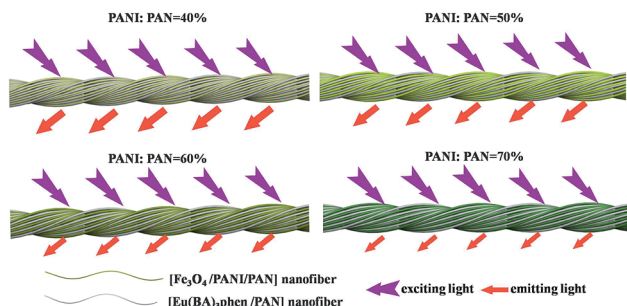 PANI: PAN=40%
PANI: PAN=50%
PANI: PAN=60%
PANI: PAN=70%
[Fe₃O₄/PANI/PAN] nanofiber
exciting light
emitting light
[Eu(BA)₃phen/PAN] nanofiber